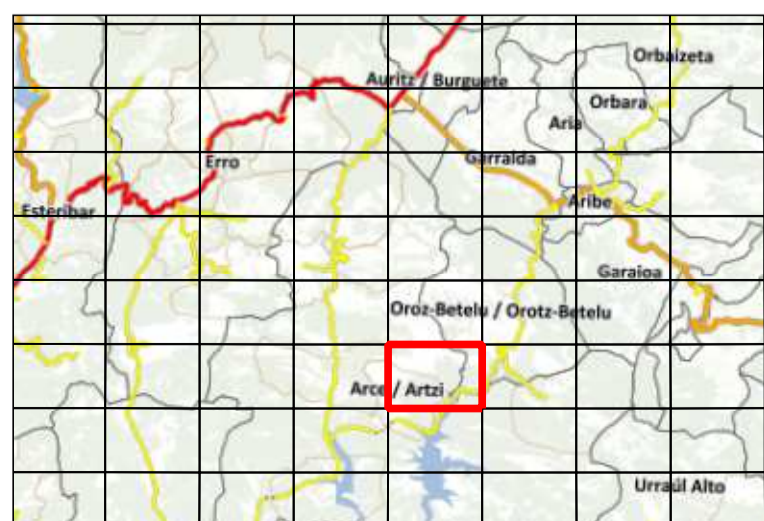 Orbaizeta
Auritz / Burguete
Orbara
Aria
Erro
Garralda
Esteribar
Aribe
Garaioa
Oroz-Betelu / Orotz-Betelu
Arce / Artzi
Urraúl Alto